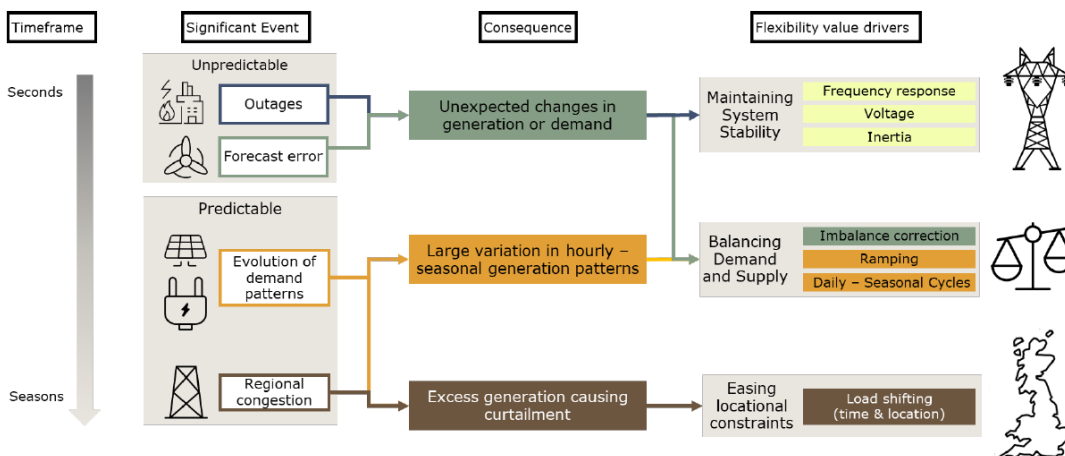 Timeframe
Significant Event
Consequence
Flexibility value drivers
Seconds
Unpredictable
Outages
Forecast error
Unexpected changes in
generation or demand
Maintaining
System
Stability
Frequency response
Voltage
Inertia
Predictable
Evolution of
demand
patterns
Large variation in hourly –
seasonal generation patterns
Balancing
Demand
and Supply
Imbalance correction
Ramping
Daily – Seasonal Cycles
Seasons
Regional
congestion
Excess generation causing
curtailment
Easing
locational
constraints
Load shifting
(time & location)